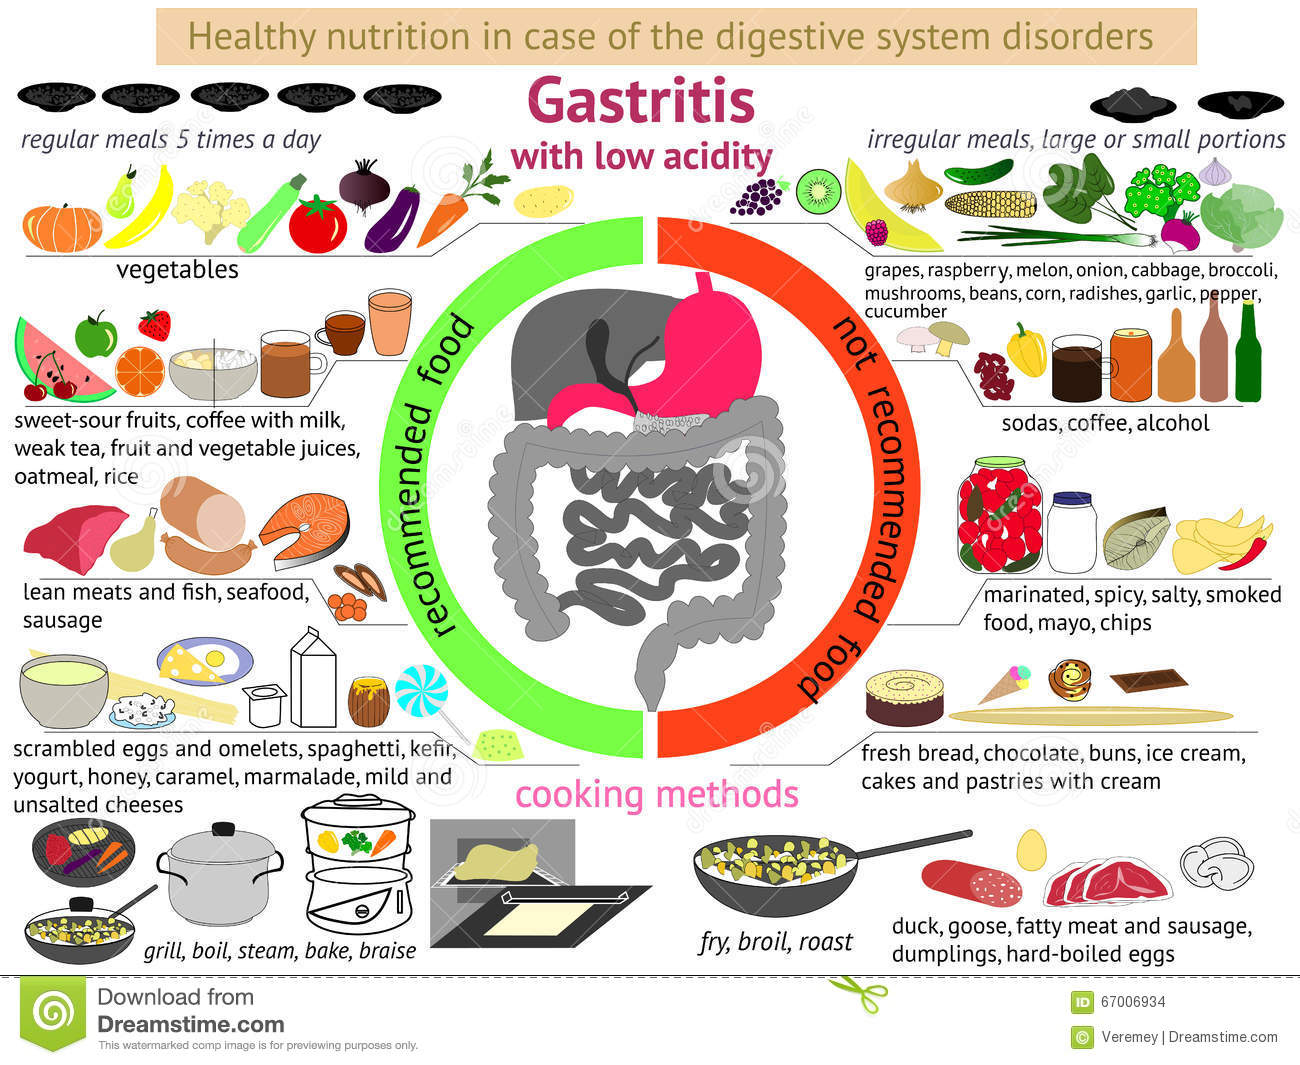 Healthy nutrition in case of the digestive system disorders
Gastritis
with low acidity
regular meals 5 times a day
irregular meals, large or small portions
vegetables
grapes, raspberry, melon, onion, cabbage, broccoli,
mushrooms, beans, corn, radishes, garlic, pepper,
cucumber
recommended food
not recommended food
sweet-sour fruits, coffee with milk,
weak tea, fruit and vegetable juices,
oatmeal, rice
sodas, coffee, alcohol
lean meats and fish, seafood,
sausage
marinated, spicy, salty, smoked
food, mayo, chips
scrambled eggs and omelets, spaghetti, kefir,
yogurt, honey, caramel, marmalade, mild and
unsalted cheeses
fresh bread, chocolate, buns, ice cream,
cakes and pastries with cream
cooking methods
grill, boil, steam, bake, braise
fry, broil, roast
duck, goose, fatty meat and sausage,
dumplings, hard-boiled eggs
Download from
Dreamstime.com
This watermarked comp image is for previewing purposes only.
ID 67006934
© Veremey | Dreamstime.com